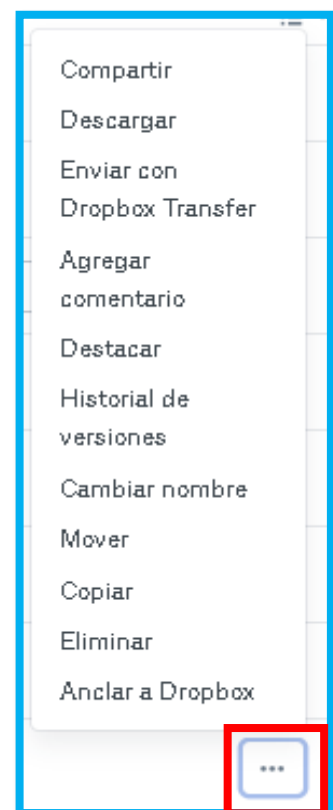 Compartir
Descargar
Enviar con
Dropbox Transfer
Agregar
comentario
Destacar
Historial de
versiones
Cambiar nombre
Mover
Copiar
Eliminar
Anclar a Dropbox
...